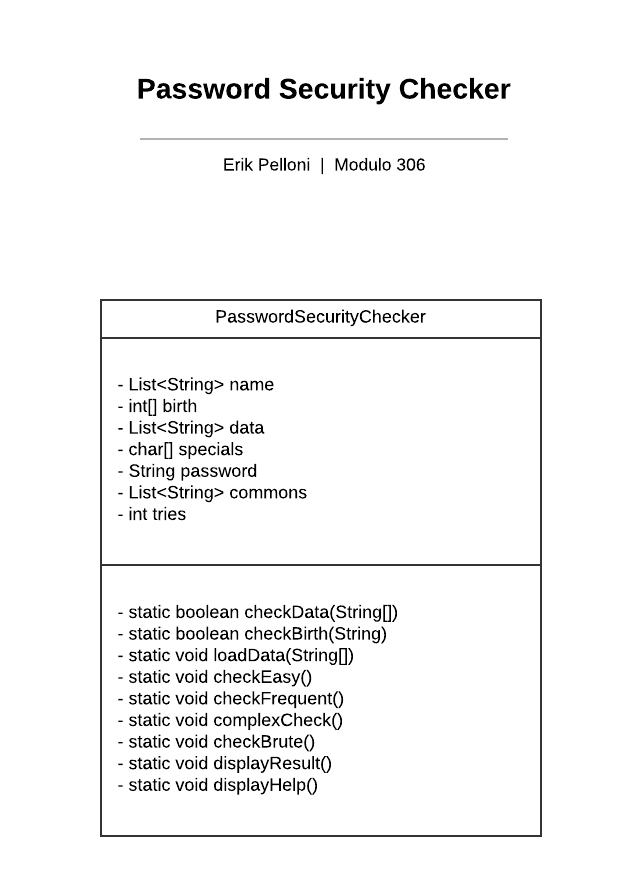 Password Security Checker
Erik Pelloni | Modulo 306
PasswordSecurityChecker
- List<String> name
- int[] birth
- List<String> data
- char[] specials
- String password
- List<String> commons
- int tries
- static boolean checkData(String[])
- static boolean checkBirth(String)
- static void loadData(String[])
- static void checkEasy()
- static void checkFrequent()
- static void complexCheck()
- static void checkBrute()
- static void displayResult()
- static void displayHelp()